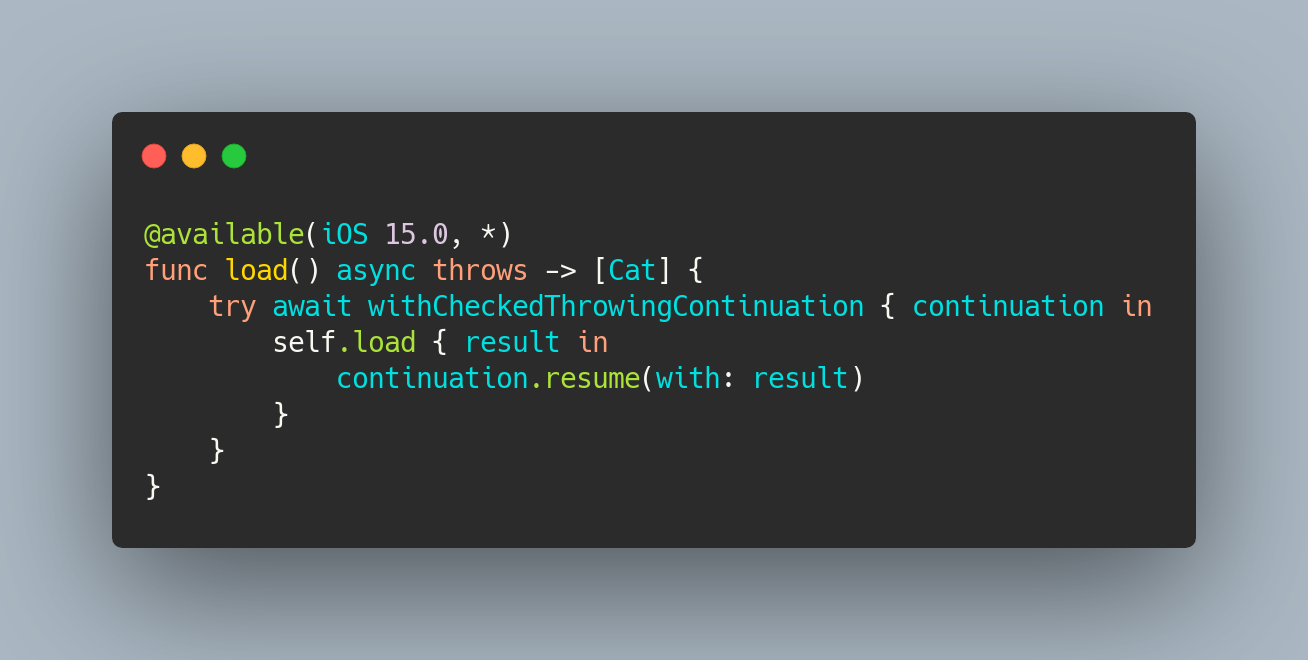 @available(iOS 15.0, *)
func load() async throws -> [Cat] {
    try await withCheckedThrowingContinuation { continuation in
        self.load { result in
            continuation.resume(with: result)
        }
    }
}